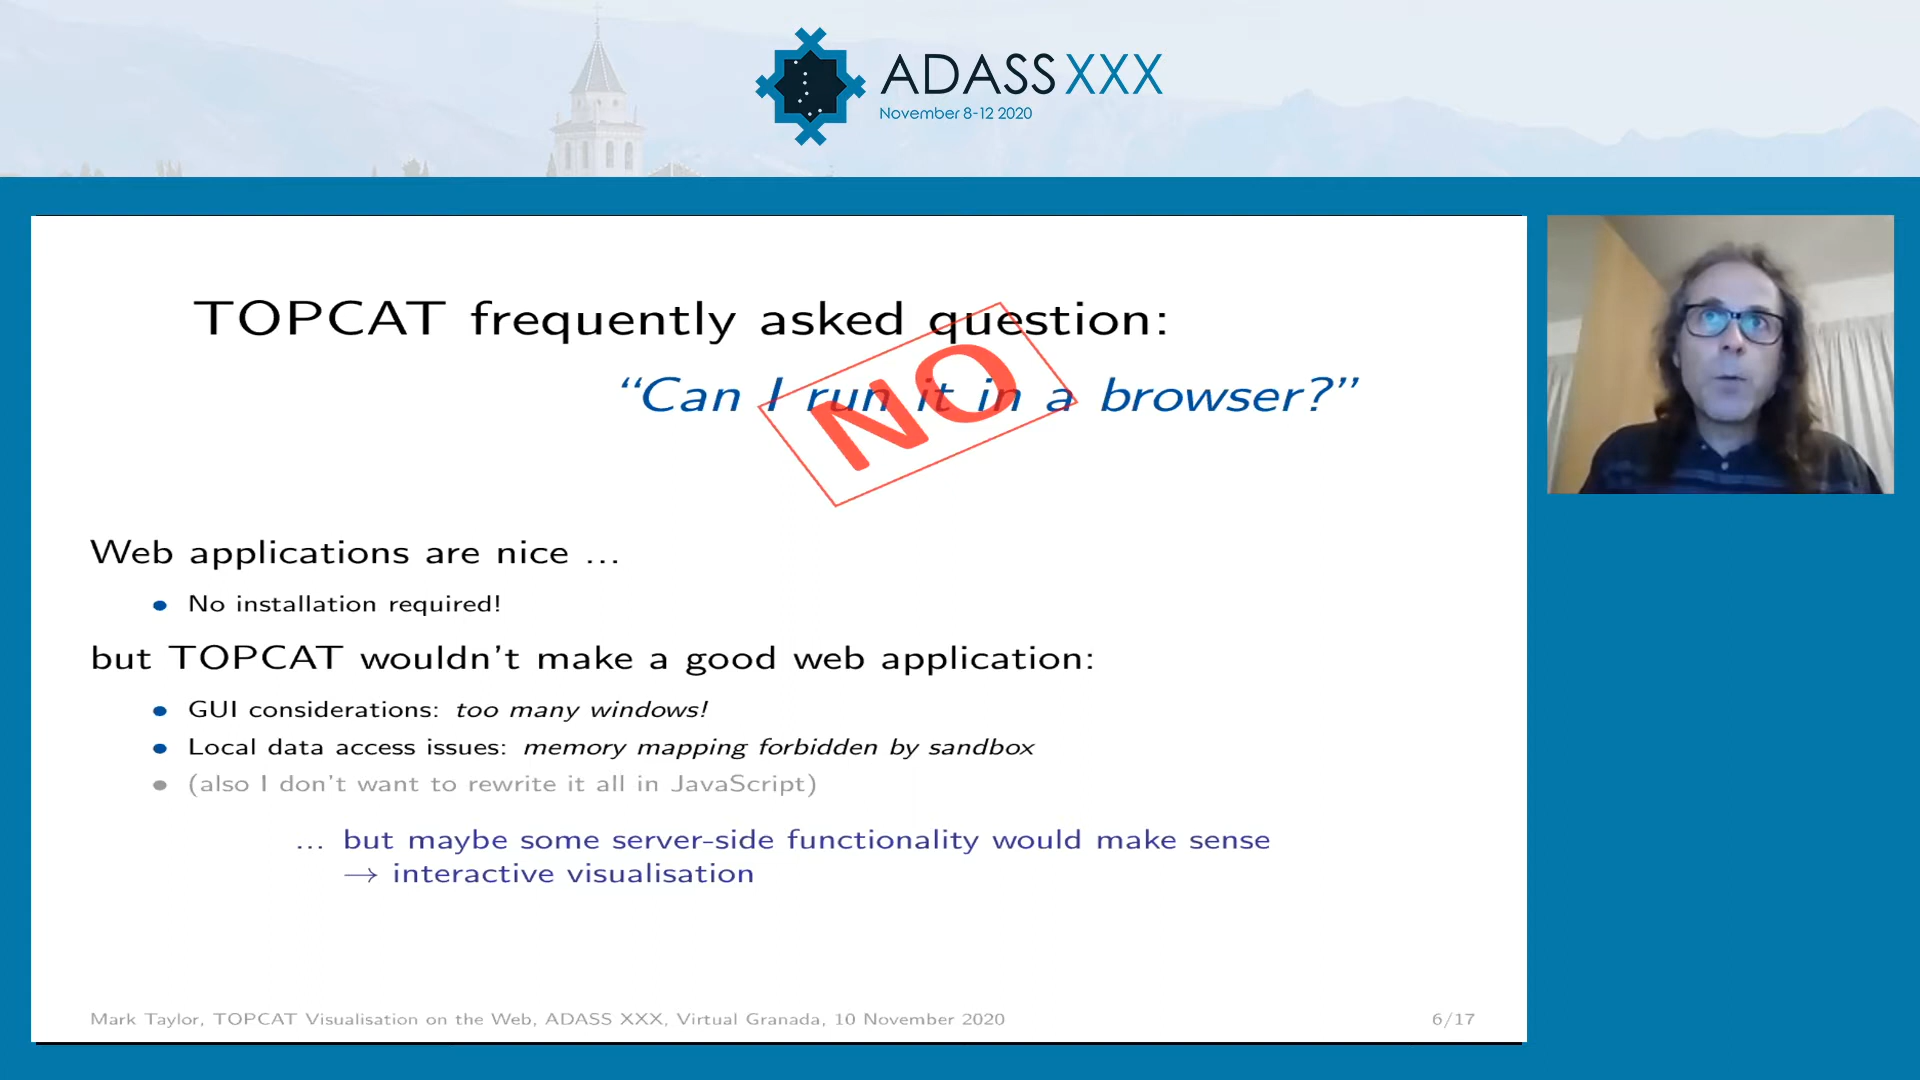 ADASS XXX
November 8-12 2020
TOPCAT frequently asked question:
“Can I run it in a browser?”
NO
Web applications are nice ...
• No installation required!
but TOPCAT wouldn't make a good web application:
• GUI considerations: too many windows!
• Local data access issues: memory mapping forbidden by sandbox
• (also I don't want to rewrite it all in JavaScript)
... but maybe some server-side functionality would make sense
→ interactive visualisation
Mark Taylor, TOPCAT Visualisation on the Web, ADASS XXX, Virtual Granada, 10 November 2020
6/17